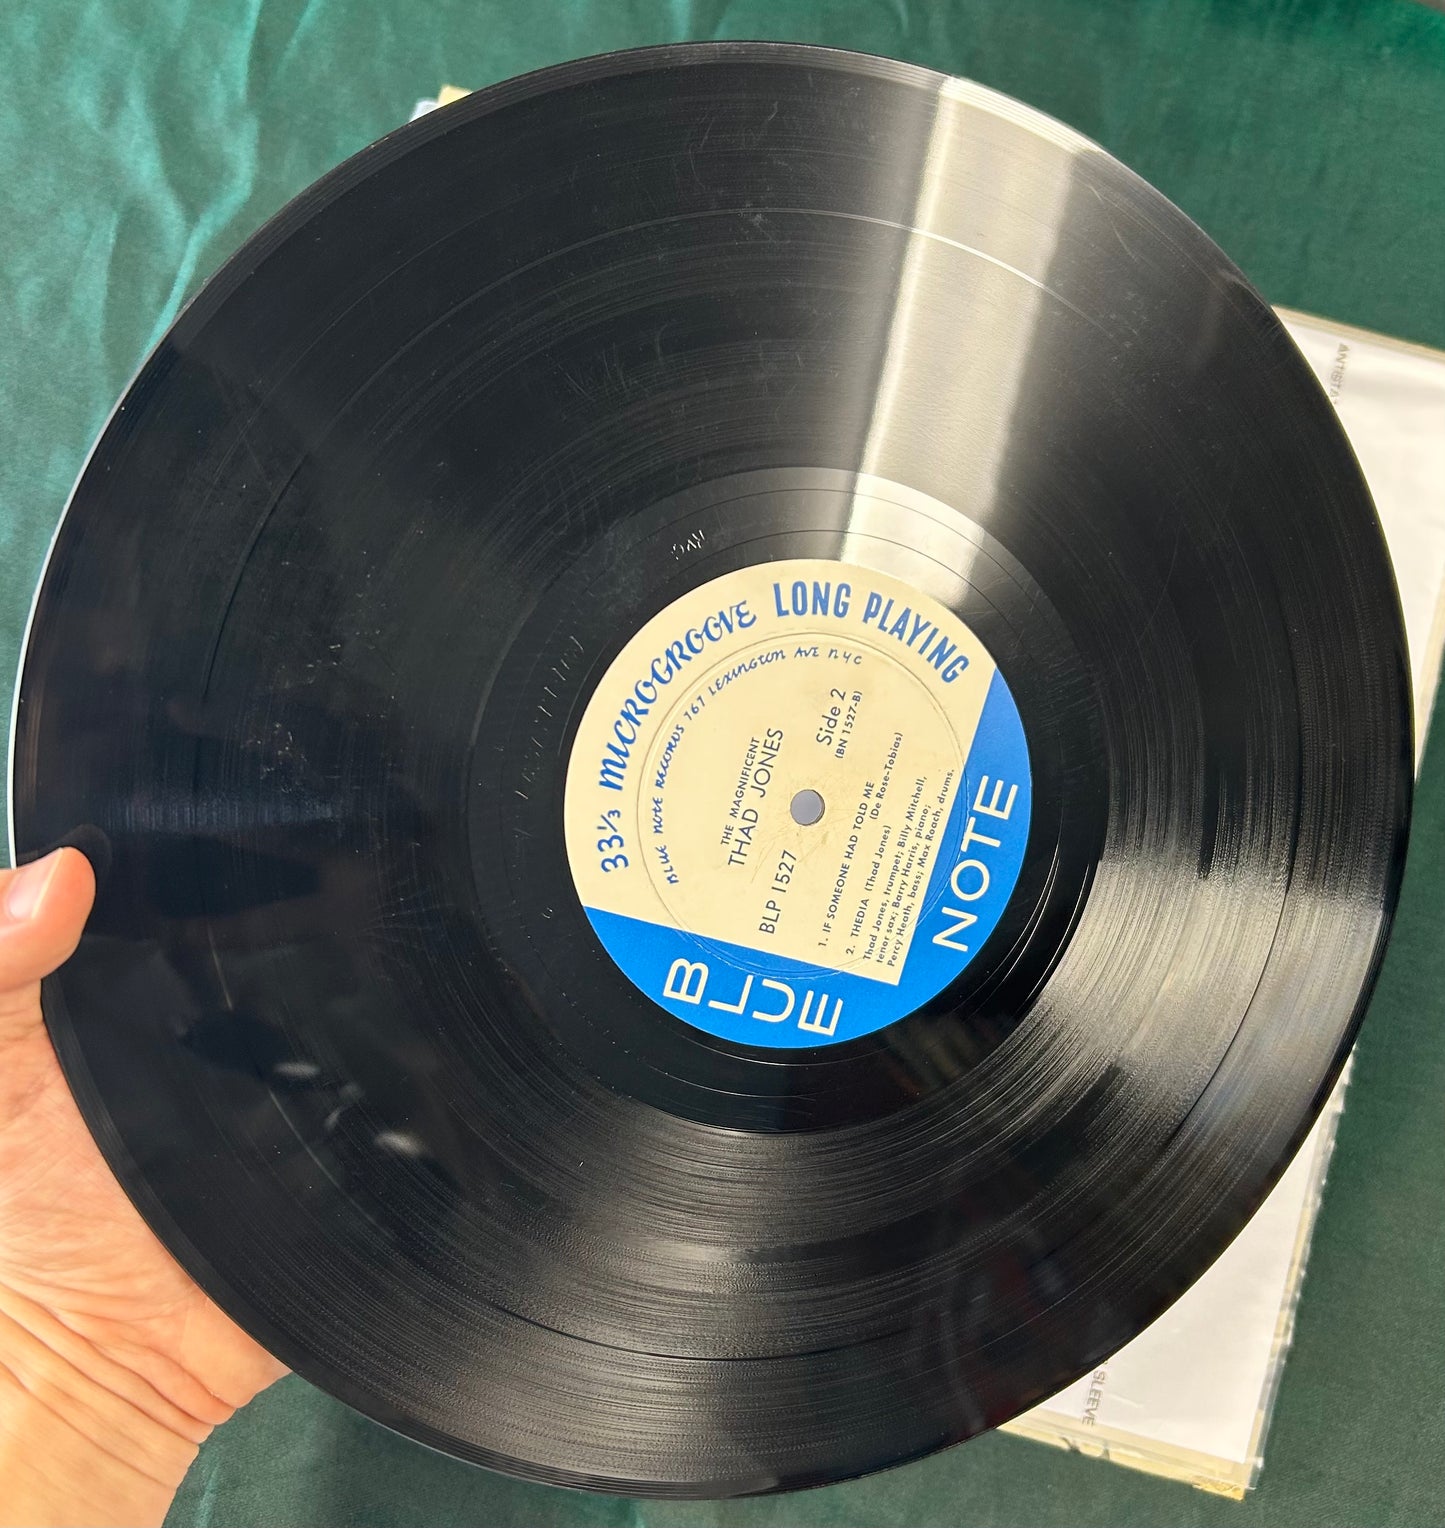 33⅓ MICROGROOVE LONG PLAYING
BLUE NOTE RECORDS 767 LEXINGTON AVE NYC
THE MAGNIFICENT
THAD JONES
BLP 1527
Side 2
(BN 1527-B)
1. IF SOMEONE HAD TOLD ME
(De Rose-Tobias)
2. THEDIA (Thad Jones)
Thad Jones, trumpet; Billy Mitchell,
tenor sax; Barry Harris, piano;
Percy Heath, bass; Max Roach, drums.
BLUE NOTE
RVG
SLEEVE